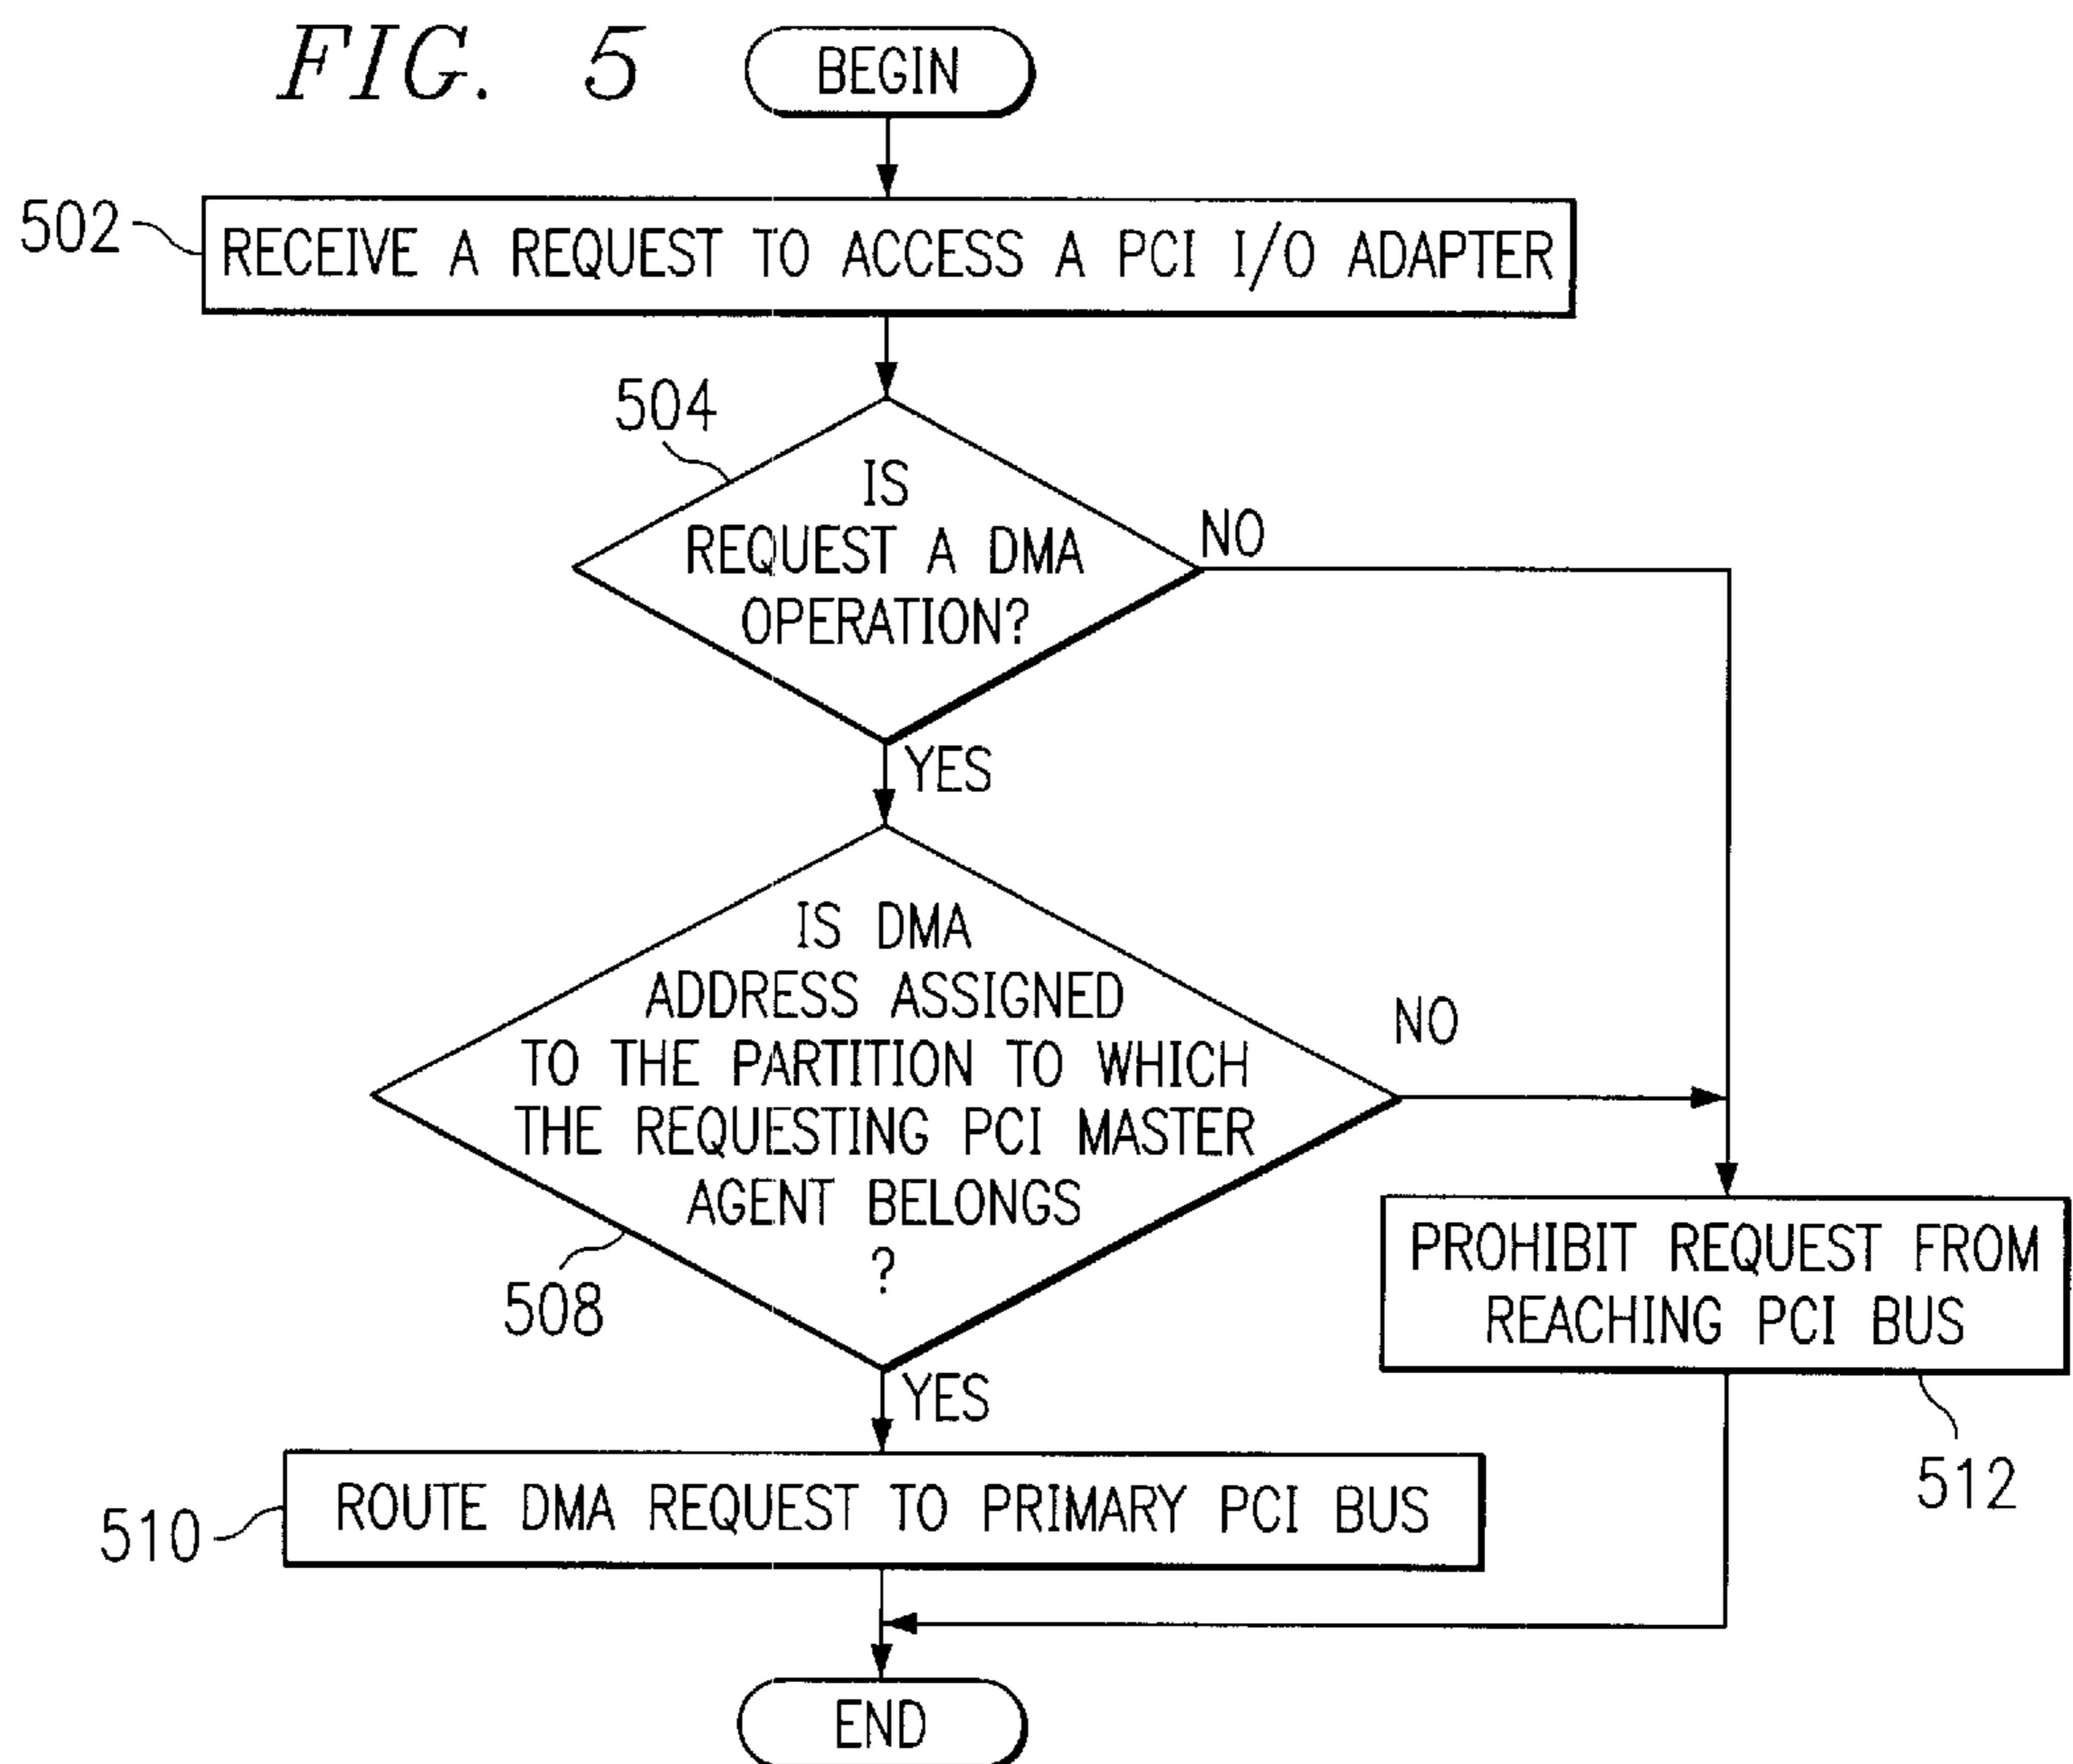 FIG. 5
BEGIN
502
RECEIVE A REQUEST TO ACCESS A PCI I/O ADAPTER
504
IS
REQUEST A DMA
OPERATION?
NO
YES
IS DMA
ADDRESS ASSIGNED
TO THE PARTITION TO WHICH
THE REQUESTING PCI MASTER
AGENT BELONGS
?
NO
508
PROHIBIT REQUEST FROM
REACHING PCI BUS
512
YES
510
ROUTE DMA REQUEST TO PRIMARY PCI BUS
END